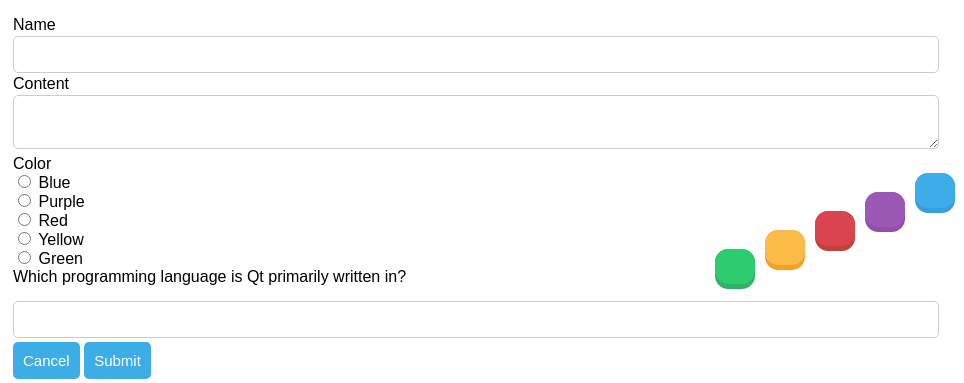 Name
Content
Color
Blue
Purple
Red
Yellow
Green
Which programming language is Qt primarily written in?
Cancel Submit